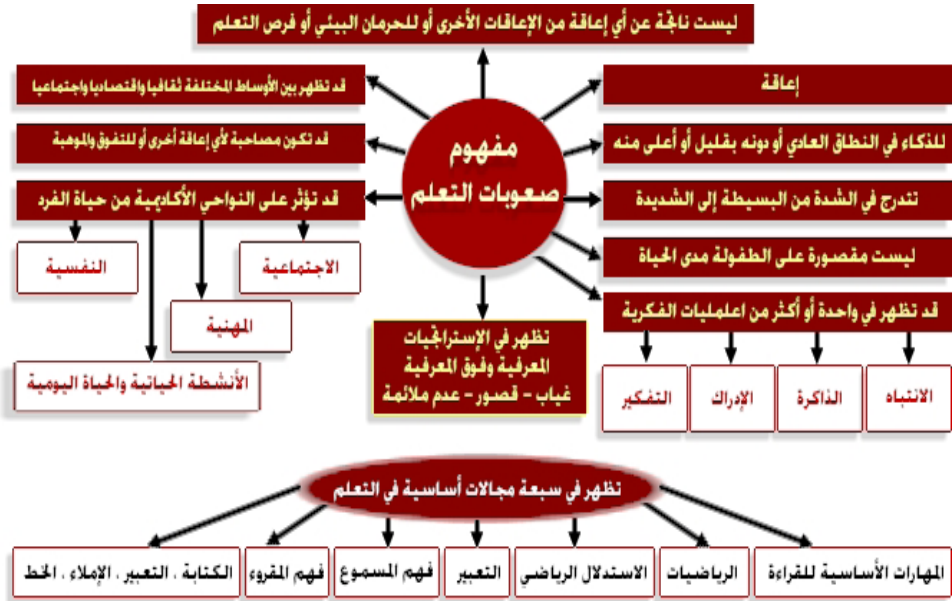 ليست ناتجة عن أي إعاقة من الإعاقات الأخرى أو للحرمان البيئي أو فرص التعلم
مفهوم
صعوبات التعلم
إعاقة
للذكاء في النطاق العادي أو دونه بقليل أو أعلى منه
تتدرج في الشدة من البسيطة إلى الشديدة
ليست مقصورة على الطفولة مدى الحياة
قد تظهر في واحدة أو أكثر من اعلمليات الفكرية
الانتباه
الذاكرة
الإدراك
التفكير
قد تظهر بين الأوساط المختلفة ثقافيا واقتصاديا واجتماعيا
قد تكون مصاحبة لأي إعاقة أخرى أو للتفوق والموهبة
قد تؤثر على النواحي الأكاديمية من حياة الفرد
الاجتماعية
النفسية
المهنية
الأنشطة الحياتية والحياة اليومية
تظهر في الإستراتجيات
المعرفية وفوق المعرفية
غياب – قصور – عدم ملائمة
تظهر في سبعة مجالات أساسية في التعلم
المهارات الأساسية للقراءة
الرياضيات
الاستدلال الرياضي
التعبير
فهم المسموع
فهم المقروء
الكتابة ، التعبير ، الإملاء ، الخط